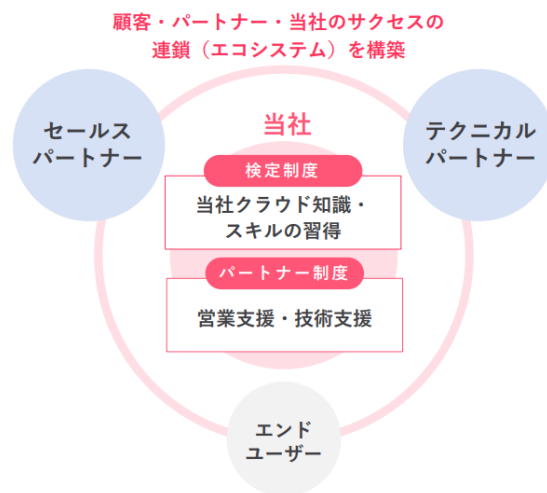 顧客・パートナー・当社のサクセスの
連鎖（エコシステム）を構築
セールス
パートナー
テクニカル
パートナー
当社
検定制度
当社クラウド知識・
スキルの習得
パートナー制度
営業支援・技術支援
エンド
ユーザー